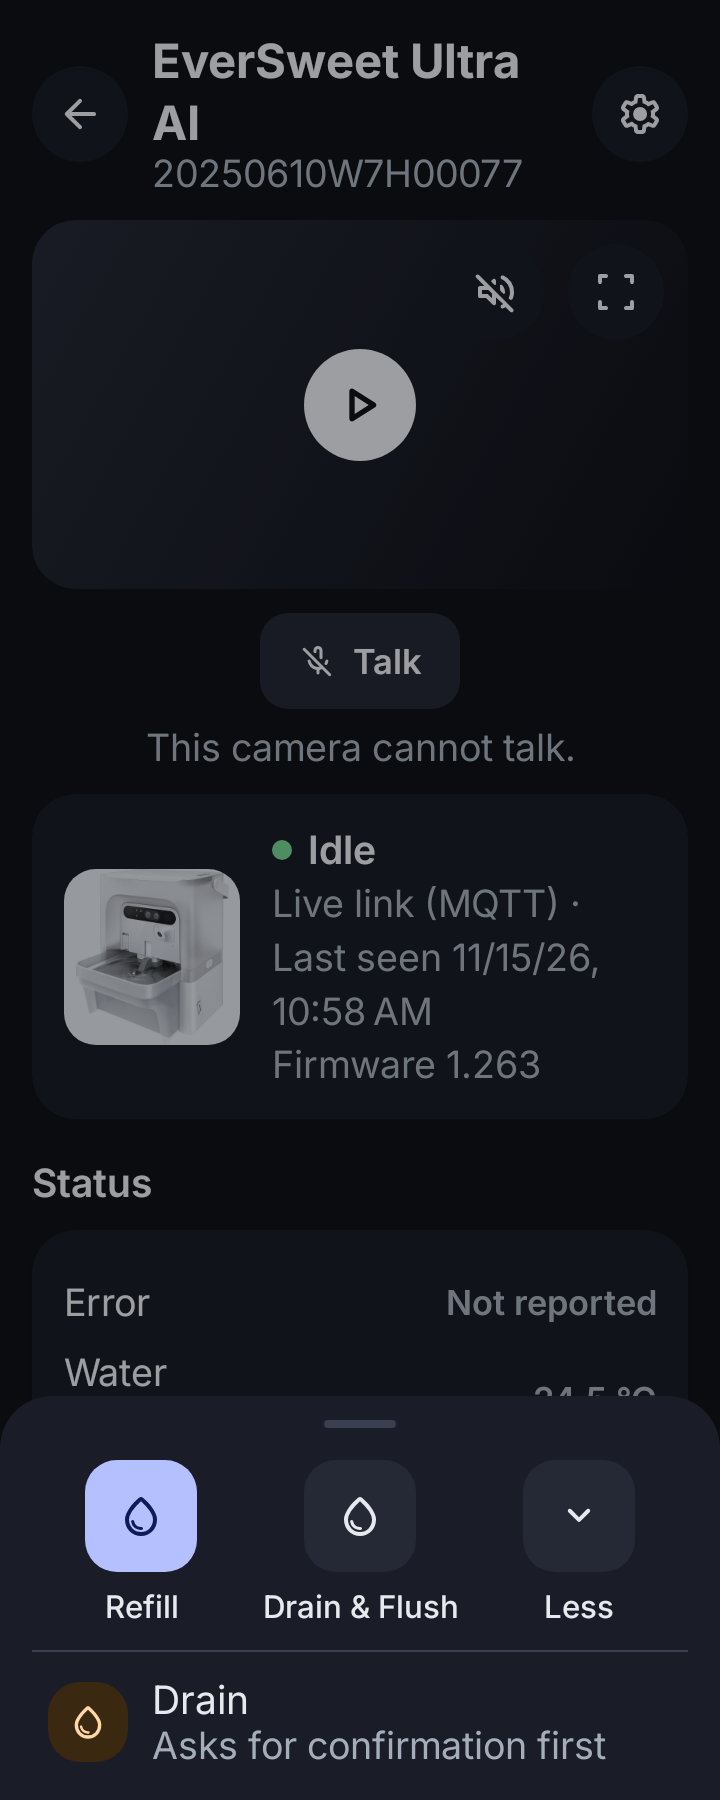 EverSweet Ultra
AI
20250610W7H00077
Talk
This camera cannot talk.
Idle
Live link (MQTT) ·
Last seen 11/15/26,
10:58 AM
Firmware 1.263
Status
Error
Not reported
Water
Refill
Drain & Flush
Less
Drain
Asks for confirmation first